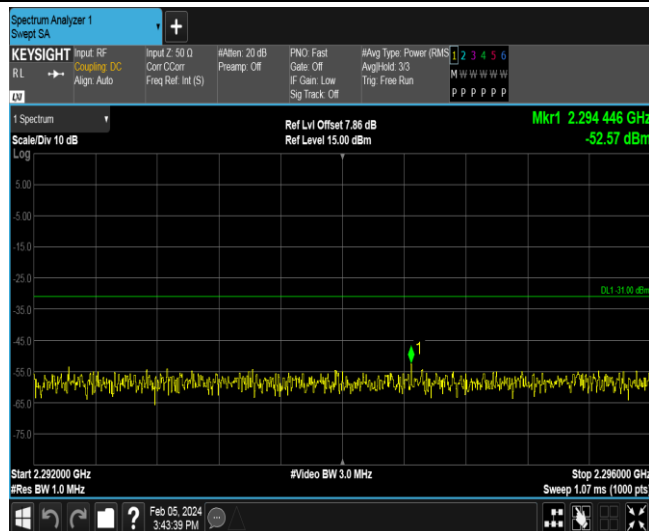 Spectrum Analyzer 1
Swept SA
+
KEYSIGHT
RL
LXI
Input: RF
Coupling: DC
Align: Auto
Input Z: 50 Ω
Corr CCorr
Freq Ref: Int (S)
#Atten: 20 dB
Preamp: Off
PNO: Fast
Gate: Off
IF Gain: Low
Sig Track: Off
#Avg Type: Power (RMS
Avg|Hold: 3/3
Trig: Free Run
1 2 3 4 5 6
M W W W W W
P P P P P P
1 Spectrum
Scale/Div 10 dB
Ref Lvl Offset 7.86 dB
Ref Level 15.00 dBm
Mkr1 2.294 446 GHz
-52.57 dBm
Log
5.00
-5.00
-15.0
-25.0
DL1 -31.00 dBm
-35.0
-45.0
1
-55.0
-65.0
-75.0
Start 2.292000 GHz
#Res BW 1.0 MHz
#Video BW 3.0 MHz
Stop 2.296000 GHz
Sweep 1.07 ms (1000 pts)
?
Feb 05, 2024
3:43:39 PM